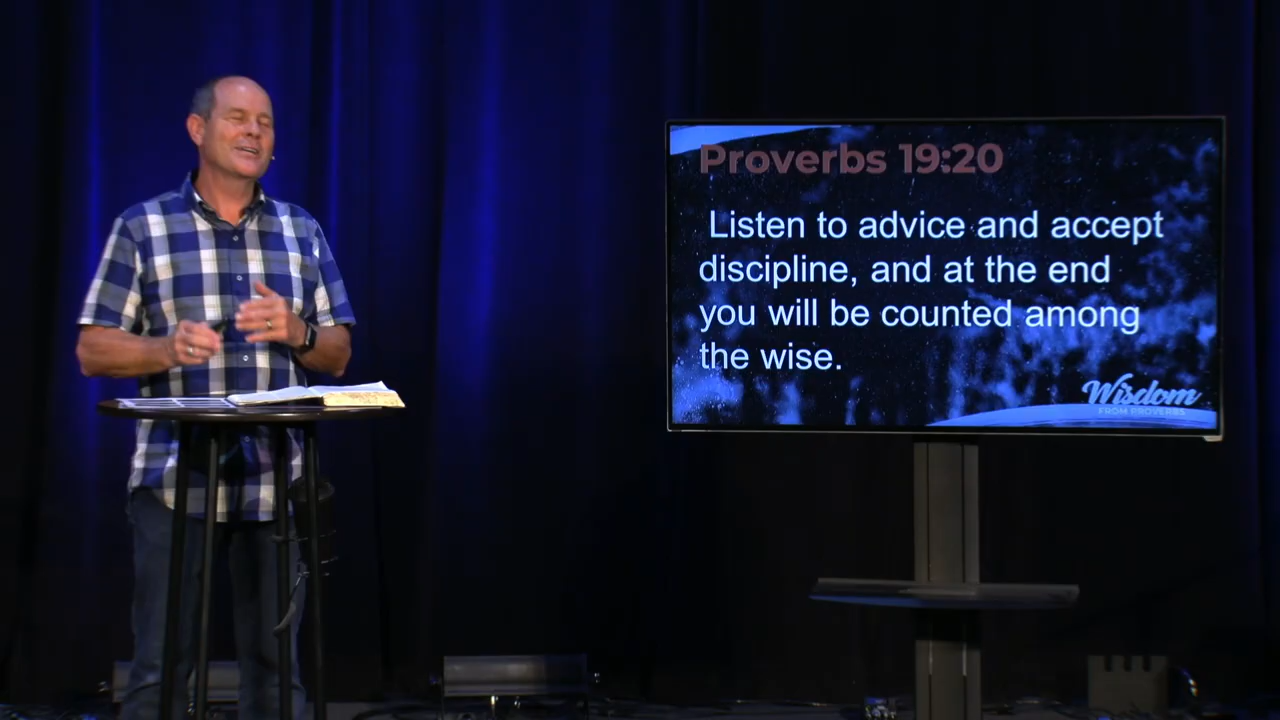 Proverbs 19:20
Listen to advice and accept
discipline, and at the end
you will be counted among
the wise.
Wisdom
FROM PROVERBS